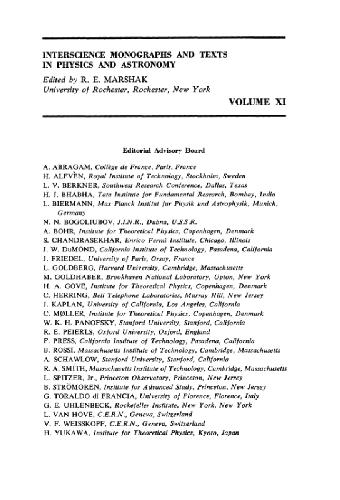 INTERSCIENCE MONOGRAPHS AND TEXTS
IN PHYSICS AND ASTRONOMY
Edited by R. E. MARSHAK
University of Rochester, Rochester, New York
VOLUME XI
Editorial Advisory Board
A. ABRAGAM, Collège de France, Paris, France
H. ALFVÈN, Royal Institute of Technology, Stockholm, Sweden
L. V. BERKNER, Southwest Research Conference, Dallas, Texas
H. J. BHABHA, Tata Institute for Fundamental Research, Bombay, India
L. BIERMANN, Max Planck Institut für Physik und Astrophysik, Munich,
Germany
N. N. BOGOLIUBOV, J.I.N.R., Dubna, U.S.S.R.
A. BOHR, Institute for Theoretical Physics, Copenhagen, Denmark
S. CHANDRASEKHAR, Enrico Fermi Institute, Chicago, Illinois
J. W. DuMOND, California Institute of Technology, Pasadena, California
J. FRIEDEL, University of Paris, Orsay, France
L. GOLDBERG, Harvard University, Cambridge, Massachusetts
M. GOLDHABER, Brookhaven National Laboratory, Upton, New York
H. A. GOVE, Institute for Theoretical Physics, Copenhagen, Denmark
C. HERRING, Bell Telephone Laboratories, Murray Hill, New Jersey
J. KAPLAN, University of California, Los Angeles, California
C. MØLLER, Institute for Theoretical Physics, Copenhagen, Denmark
W. K. H. PANOFSKY, Stanford University, Stanford, California
R. E. PEIERLS, Oxford University, Oxford, England
F. PRESS, California Institute of Technology, Pasadena, California
B. ROSSI, Massachusetts Institute of Technology, Cambridge, Massachusetts
A. SCHAWLOW, Stanford University, Stanford, California
R. A. SMITH, Massachusetts Institute of Technology, Cambridge, Massachusetts
L. SPITZER, Jr., Princeton Observatory, Princeton, New Jersey
B. STRÖMGREN, Institute for Advanced Study, Princeton, New Jersey
G. TORALDO di FRANCIA, University of Florence, Florence, Italy
G. E. UHLENBECK, Rockefeller Institute, New York, New York
L. VAN HOVE, C.E.R.N., Geneva, Switzerland
V. F. WEISSKOPF, C.E.R.N., Geneva, Switzerland
H. YUKAWA, Institute for Theoretical Physics, Kyoto, Japan